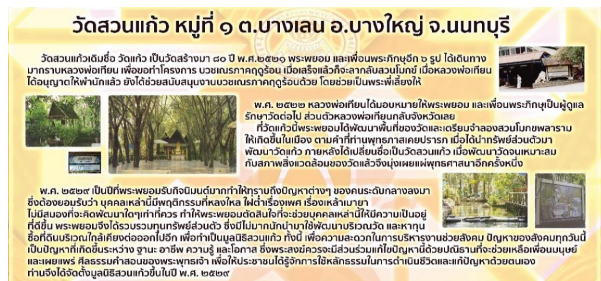 วัดสวนแก้ว หมู่ที่ ๑ ต.บางเลน อ.บางใหญ่ จ.นนทบุรี
วัดสวนแก้วเดิมชื่อ วัดแก้ว เป็นวัดสร้างมา ๘๐ ปี พ.ศ.๒๕๒๑ พระพยอม และเพื่อนพระภิกษุอีก ๖ รูป ได้เดินทาง
มากราบหลวงพ่อเทียน เพื่อขอทำโครงการ บวชเณรภาคฤดูร้อน เมื่อเสร็จแล้วก็จะลากลับสวนโมกข์ เมื่อหลวงพ่อเทียน
ได้อนุญาตให้พำนักแล้ว ยังได้ช่วยสนับสนุนงานบวชเณรภาคฤดูร้อนด้วย โดยช่วยเป็นพระพี่เลี้ยงให้
พ.ศ. ๒๕๒๒ หลวงพ่อเทียนได้มอบหมายให้พระพยอม และเพื่อนพระภิกษุเป็นผู้ดูแล
รักษาวัดต่อไป ส่วนตัวหลวงพ่อเทียนกลับจังหวัดเลย
ที่วัดแก้วนี้พระพยอมได้พัฒนาพื้นที่ของวัดและเตรียมจำลองสวนโมกขพลาราม
ให้เกิดขึ้นในเมือง ตามคำที่ท่านพุทธทาสเคยปรารภ เมื่อได้นำทรัพย์ส่วนตัวมา
พัฒนาวัดแก้ว ภายหลังได้เปลี่ยนชื่อเป็นวัดสวนแก้ว เมื่อพัฒนาวัดจนเหมาะสม
กับสภาพสิ่งแวดล้อมของวัดแล้วจึงมุ่งเผยแผ่พุทธศาสนาอีกครั้งหนึ่ง
พ.ศ. ๒๕๒๙ เป็นปีที่พระพยอมรับกิจนิมนต์มากทำให้ทราบถึงปัญหาต่างๆ ของคนระดับกลางลงมา
ซึ่งต้องยอมรับว่า บุคคลเหล่านี้มีพฤติกรรมที่หลงใหล ใฝ่ต่ำเรื่องเพศ เรื่องเหล้าเมายา
ไม่มีสมองที่จะคิดพัฒนาใดๆเท่าที่ควร ทำให้พระพยอมตัดสินใจที่จะช่วยบุคคลเหล่านี้ให้มีความเป็นอยู่
ที่ดีขึ้น พระพยอมจึงได้รวบรวมทุนทรัพย์ส่วนตัว ซึ่งมีไม่มากนักนำมาใช้พัฒนาบริเวณวัด และหาทุน
ซื้อที่ดินบริเวณใกล้เคียงต่อออกไปอีก เพื่อทำเป็นมูลนิธิสวนแก้ว ทั้งนี้ เพื่อความสะดวกในการบริหารงานช่วยสังคม ปัญหาของสังคมทุกวันนี้
เป็นปัญหาที่เกิดขึ้นระหว่าง ฐานะ อาชีพ ความรู้ และโอกาส ซึ่งพระสงฆ์ควรจะมีส่วนร่วมแก้ไขปัญหานี้ด้วยปณิธานที่จะช่วยเหลือเพื่อนมนุษย์
และเผยแพร่ ศีลธรรมคำสอนของพระพุทธเจ้า เพื่อให้ประชาชนได้รู้จักการใช้หลักธรรมในการดำเนินชีวิตและแก้ปัญหาด้วยตนเอง
ท่านจึงได้จัดตั้งมูลนิธิสวนแก้วขึ้นในปี พ.ศ. ๒๕๒๙